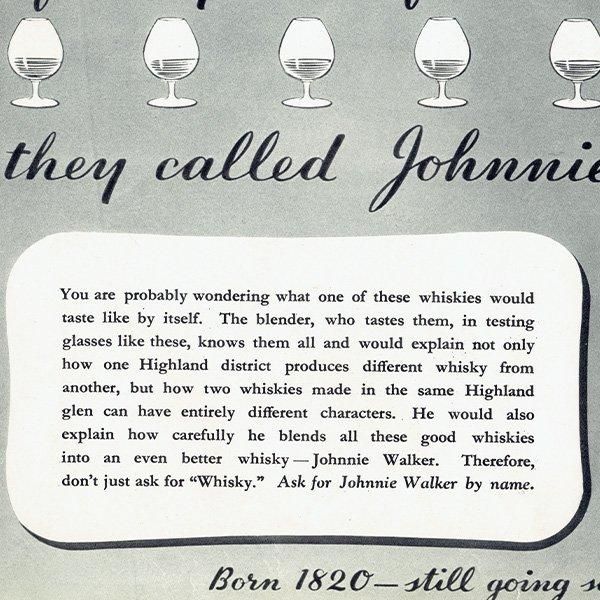 they called Johnnie
You are probably wondering what one of these whiskies would
taste like by itself. The blender, who tastes them, in testing
glasses like these, knows them all and would explain not only
how one Highland district produces different whisky from
another, but how two whiskies made in the same Highland
glen can have entirely different characters. He would also
explain how carefully he blends all these good whiskies
into an even better whisky—Johnnie Walker. Therefore,
don't just ask for “Whisky.” Ask for Johnnie Walker by name.
Born 1820—still going